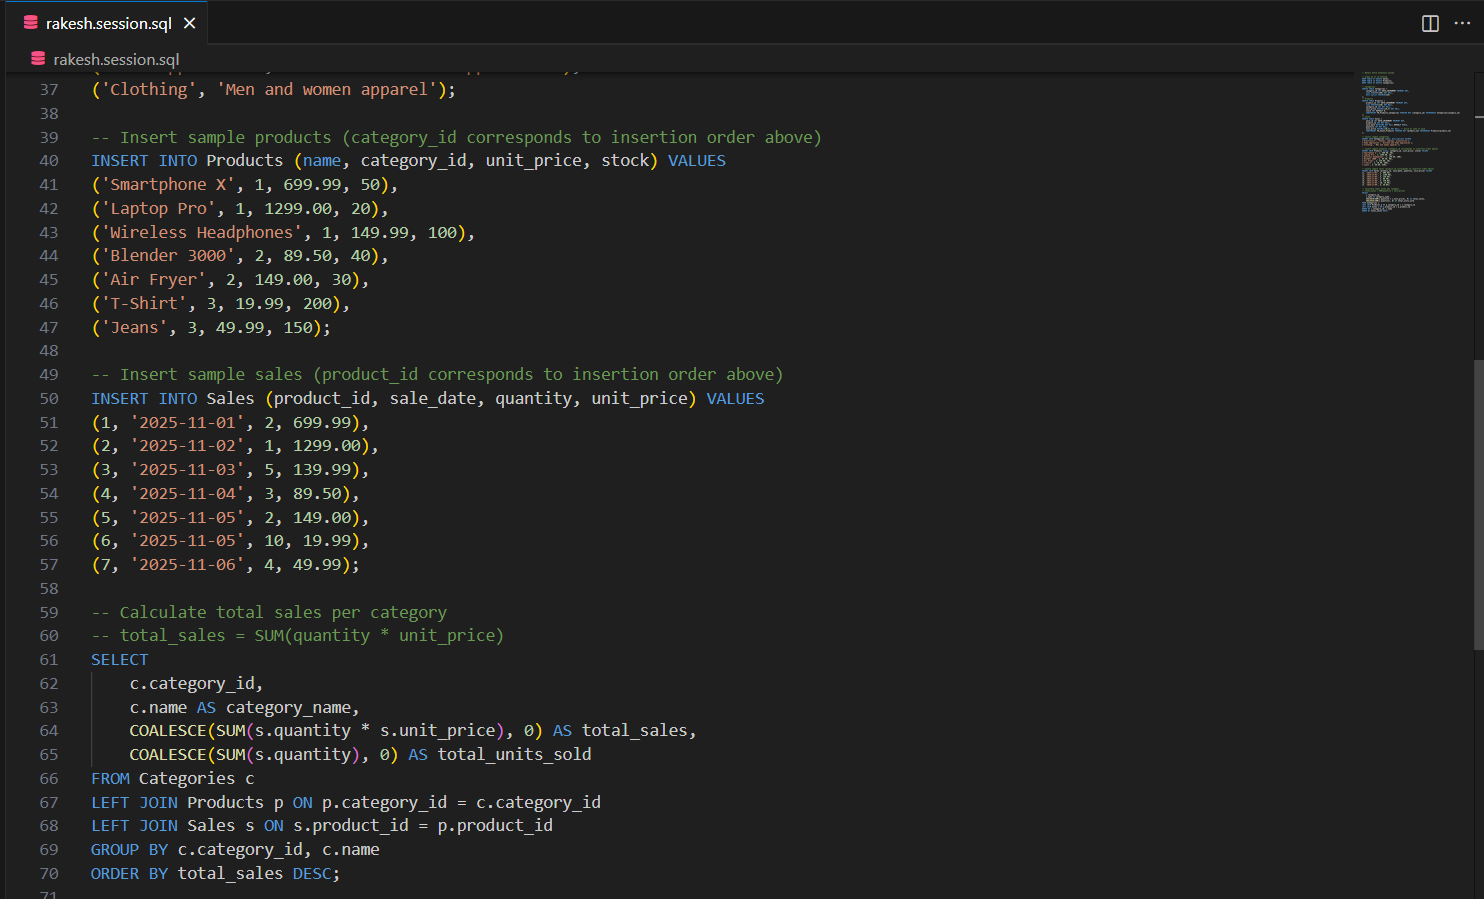 rakesh.session.sql
rakesh.session.sql
37 ('Clothing', 'Men and women apparel');
38
39 -- Insert sample products (category_id corresponds to insertion order above)
40 INSERT INTO Products (name, category_id, unit_price, stock) VALUES
41 ('Smartphone X', 1, 699.99, 50),
42 ('Laptop Pro', 1, 1299.00, 20),
43 ('Wireless Headphones', 1, 149.99, 100),
44 ('Blender 3000', 2, 89.50, 40),
45 ('Air Fryer', 2, 149.00, 30),
46 ('T-Shirt', 3, 19.99, 200),
47 ('Jeans', 3, 49.99, 150);
48
49 -- Insert sample sales (product_id corresponds to insertion order above)
50 INSERT INTO Sales (product_id, sale_date, quantity, unit_price) VALUES
51 (1, '2025-11-01', 2, 699.99),
52 (2, '2025-11-02', 1, 1299.00),
53 (3, '2025-11-03', 5, 139.99),
54 (4, '2025-11-04', 3, 89.50),
55 (5, '2025-11-05', 2, 149.00),
56 (6, '2025-11-05', 10, 19.99),
57 (7, '2025-11-06', 4, 49.99);
58
59 -- Calculate total sales per category
60 -- total_sales = SUM(quantity * unit_price)
61 SELECT
62 c.category_id,
63 c.name AS category_name,
64 COALESCE(SUM(s.quantity * s.unit_price), 0) AS total_sales,
65 COALESCE(SUM(s.quantity), 0) AS total_units_sold
66 FROM Categories c
67 LEFT JOIN Products p ON p.category_id = c.category_id
68 LEFT JOIN Sales s ON s.product_id = p.product_id
69 GROUP BY c.category_id, c.name
70 ORDER BY total_sales DESC;
71